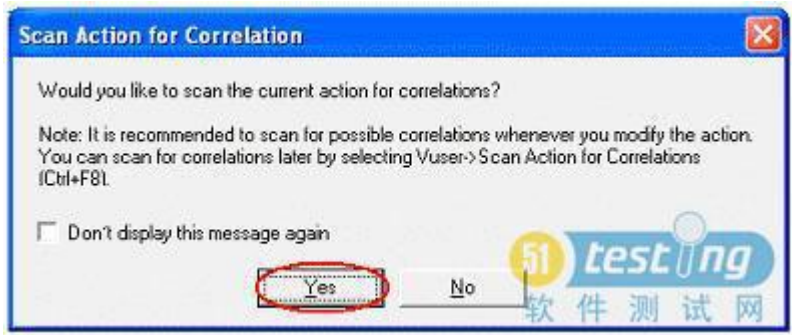 Scan Action for Correlation
Would you like to scan the current action for correlations?
Note: It is recommended to scan for possible correlations whenever you modify the action.
You can scan for correlations later by selecting Vuser->Scan Action for Correlations
(Ctrl+F8).
Don't display this message again
Yes
No
51 testing
软件测试网